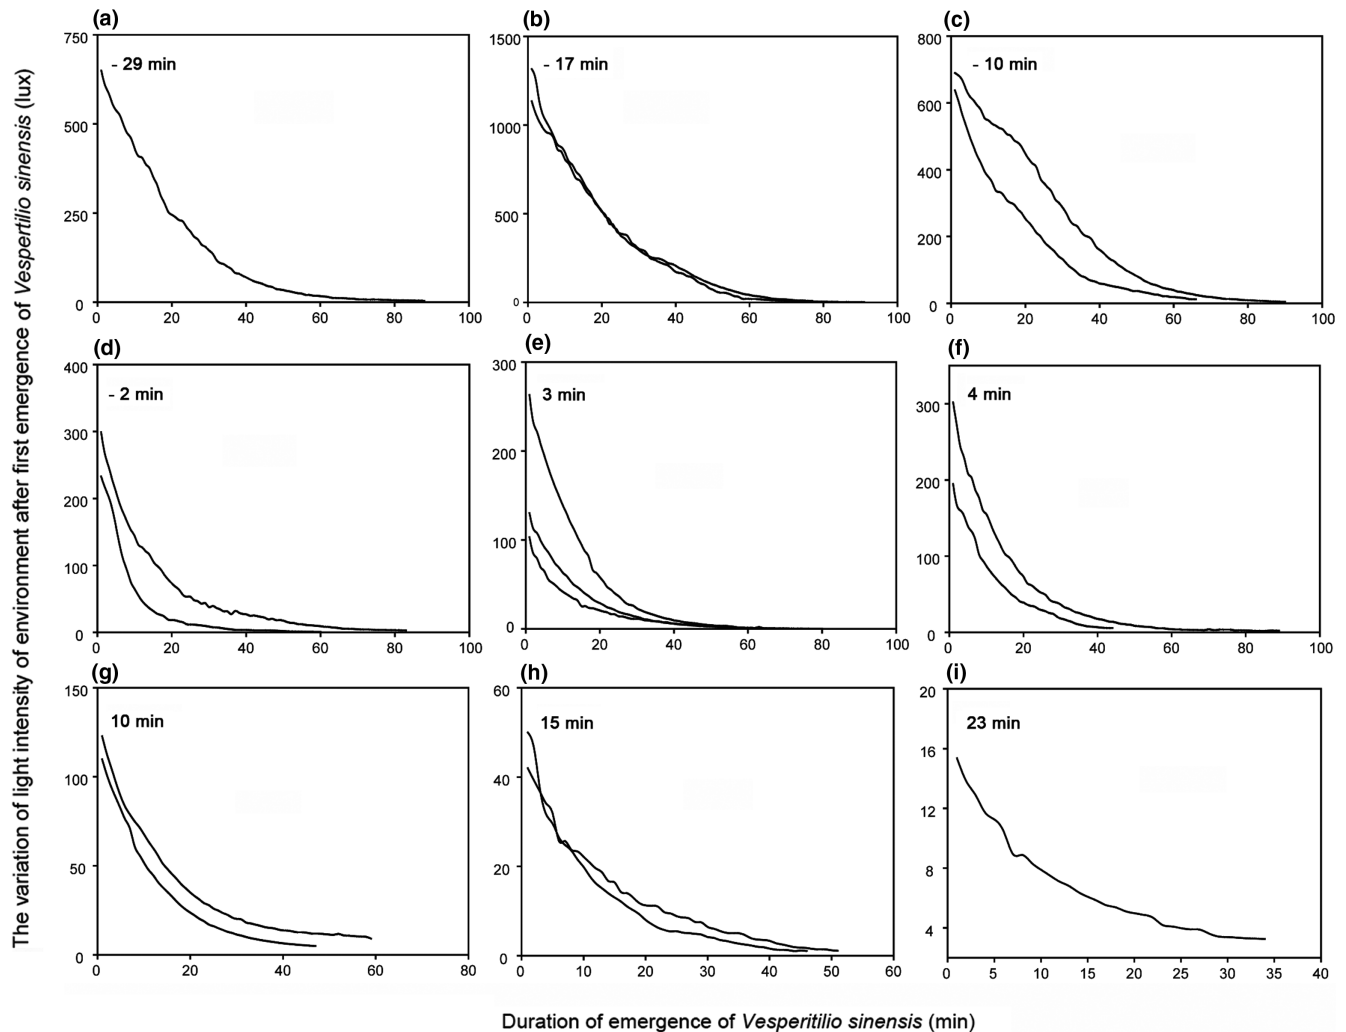 The variation of light intensity of environment after first emergence of Vespertilio sinensis (lux)
(a)
- 29 min
750
500
250
0
0 20 40 60 80 100
(b)
- 17 min
1500
1000
500
0
0 20 40 60 80 100
(c)
- 10 min
800
600
400
200
0
0 20 40 60 80 100
(d)
- 2 min
400
300
200
100
0
0 20 40 60 80 100
(e)
3 min
300
200
100
0
0 20 40 60 80 100
(f)
4 min
300
200
100
0
0 20 40 60 80 100
(g)
10 min
150
100
50
0
0 20 40 60 80
(h)
15 min
60
40
20
0
0 10 20 30 40 50 60
(i)
23 min
20
16
12
8
4
0 5 10 15 20 25 30 35 40
Duration of emergence of Vesperitilio sinensis (min)